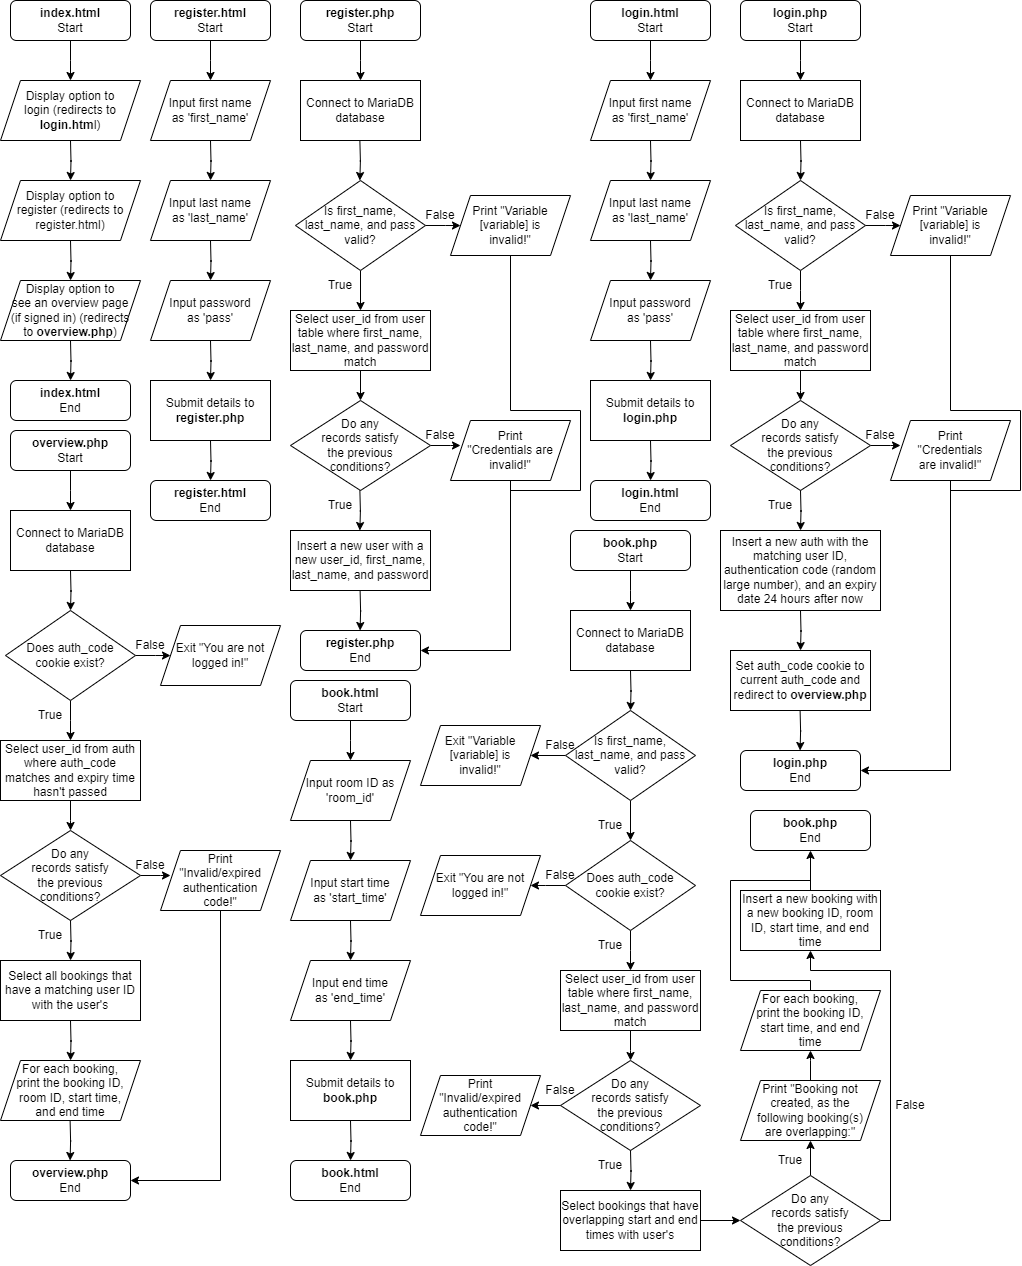 index.html
Start
Display option to
login (redirects to
login.html)
Display option to
register (redirects to
register.html)
Display option to
see an overview page
(if signed in) (redirects
to overview.php)
index.html
End
register.html
Start
Input first name
as 'first_name'
Input last name
as 'last_name'
Input password
as 'pass'
Submit details to
register.php
register.html
End
register.php
Start
Connect to MariaDB
database
Is first_name,
last_name, and pass
valid?
False
Print "Variable
[variable] is
invalid!"
True
Select user_id from user
table where first_name,
last_name, and password
match
Do any
records satisfy
the previous
conditions?
False
Print
"Credentials are
invalid!"
True
Insert a new user with a
new user_id, first_name,
last_name, and password
register.php
End
login.html
Start
Input first name
as 'first_name'
Input last name
as 'last_name'
Input password
as 'pass'
Submit details to
login.php
login.html
End
login.php
Start
Connect to MariaDB
database
Is first_name,
last_name, and pass
valid?
False
Print "Variable
[variable] is
invalid!"
True
Select user_id from user
table where first_name,
last_name, and password
match
Do any
records satisfy
the previous
conditions?
False
Print
"Credentials
are invalid!"
True
Insert a new auth with the
matching user ID,
authentication code (random
large number), and an expiry
date 24 hours after now
Set auth_code cookie to
current auth_code and
redirect to overview.php
login.php
End
overview.php
Start
Connect to MariaDB
database
Does auth_code
cookie exist?
False
Exit "You are not
logged in!"
True
Select user_id from auth
where auth_code
matches and expiry time
hasn't passed
Do any
records satisfy
the previous
conditions?
False
Print
"Invalid/expired
authentication
code!"
True
Select all bookings that
have a matching user ID
with the user's
For each booking,
print the booking ID,
room ID, start time,
and end time
overview.php
End
book.html
Start
Input room ID as
'room_id'
Input start time
as 'start_time'
Input end time
as 'end_time'
Submit details to
book.php
book.html
End
book.php
Start
Connect to MariaDB
database
Is first_name,
last_name, and pass
valid?
False
Exit "Variable
[variable] is
invalid!"
True
Does auth_code
cookie exist?
False
Exit "You are not
logged in!"
True
Select user_id from user
table where first_name,
last_name, and password
match
Do any
records satisfy
the previous
conditions?
False
Print
"Invalid/expired
authentication
code!"
True
Select bookings that have
overlapping start and end
times with user's
Do any
records satisfy
the previous
conditions?
True
False
Print "Booking not
created, as the
following booking(s)
are overlapping:"
For each booking,
print the booking ID,
start time, and end
time
Insert a new booking with
a new booking ID, room
ID, start time, and end
time
book.php
End